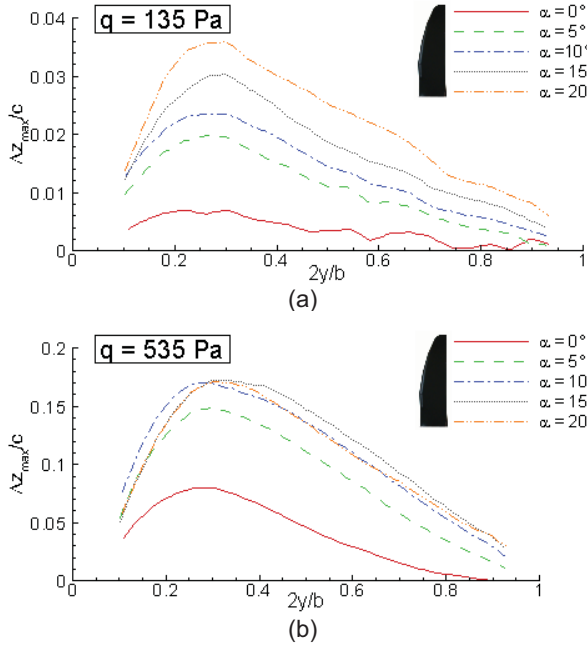 q = 135 Pa
α = 0°
α = 5°
α = 10°
α = 15
α = 20
Δz_max/c
0.04
0.03
0.02
0.01
0
0
0.2
0.4
0.6
0.8
1
2y/b
(a)
q = 535 Pa
α = 0°
α = 5°
α = 10
α = 15
α = 20
Δz_max/c
0.2
0.15
0.1
0.05
0
0
0.2
0.4
0.6
0.8
1
2y/b
(b)